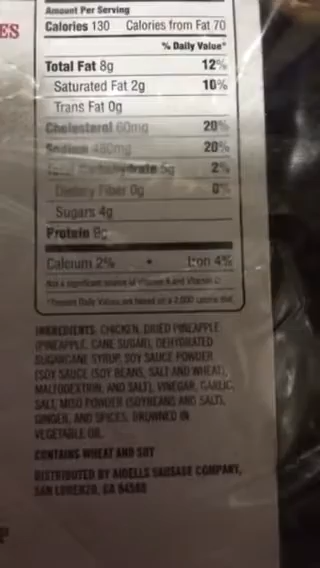 ES
Amount Per Serving
Calories 130 Calories from Fat 70
% Daily Value*
Total Fat 8g 12%
Saturated Fat 2g 10%
Trans Fat 0g
Cholesterol 60mg 20%
Sodium 480mg 20%
Total Carbohydrate 5g 2%
Dietary Fiber 0g 0%
Sugars 4g
Protein 8g
Calcium 2% • Iron 4%
Not a significant source of Vitamin A and Vitamin C.
*Percent Daily Values are based on a 2,000 calorie diet.
INGREDIENTS: CHICKEN, DRIED PINEAPPLE
(PINEAPPLE, CANE SUGAR), DEHYDRATED
SUGARCANE SYRUP, SOY SAUCE POWDER
(SOY SAUCE (SOY BEANS, SALT AND WHEAT),
MALTODEXTRIN, AND SALT), VINEGAR, GARLIC,
SALT, MISO POWDER (SOYBEANS AND SALT),
GINGER, AND SPICES. BROWNED IN
VEGETABLE OIL.
CONTAINS WHEAT AND SOY
DISTRIBUTED BY AIDELLS SAUSAGE COMPANY,
SAN LORENZO, CA 94580